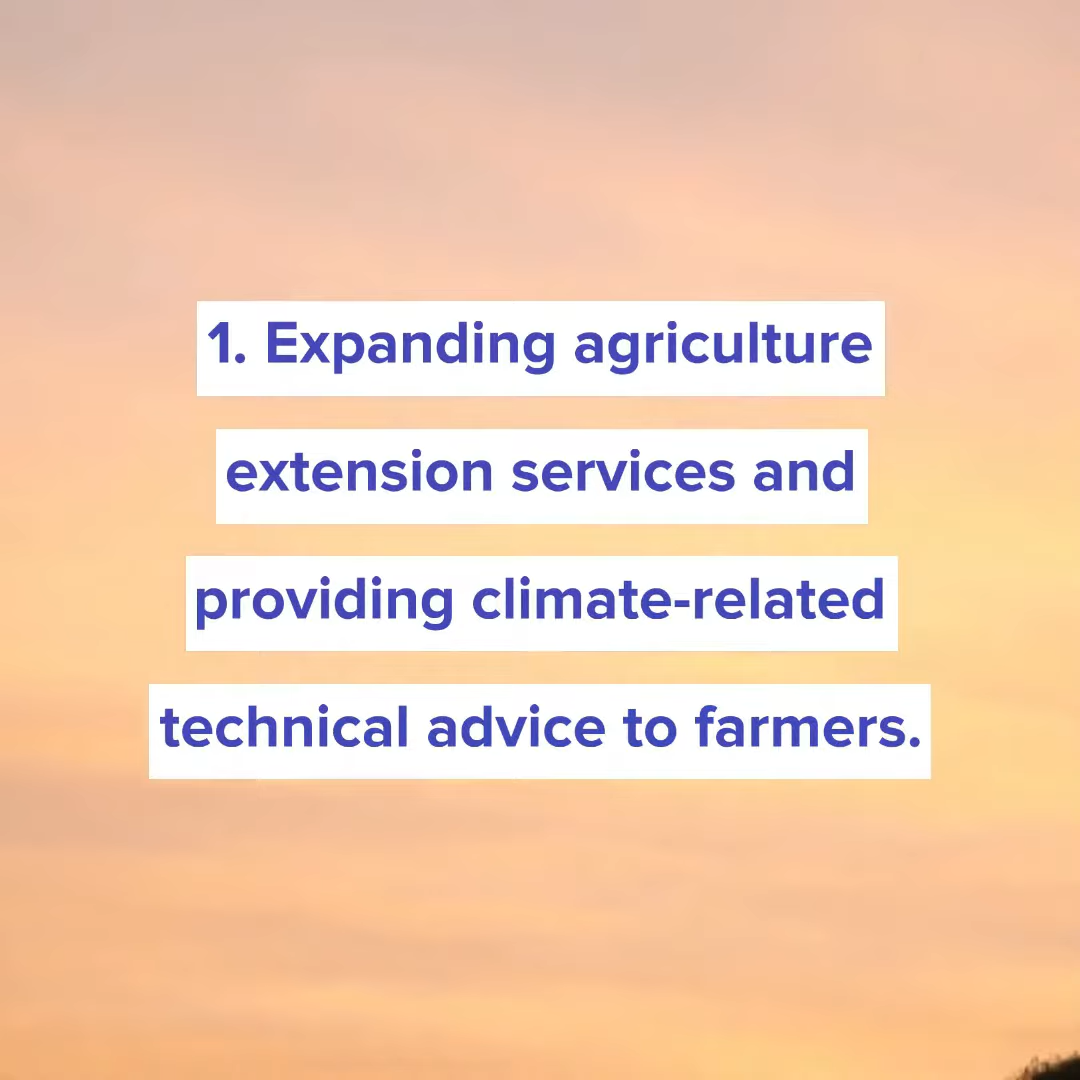 1. Expanding agriculture
extension services and
providing climate-related
technical advice to farmers.